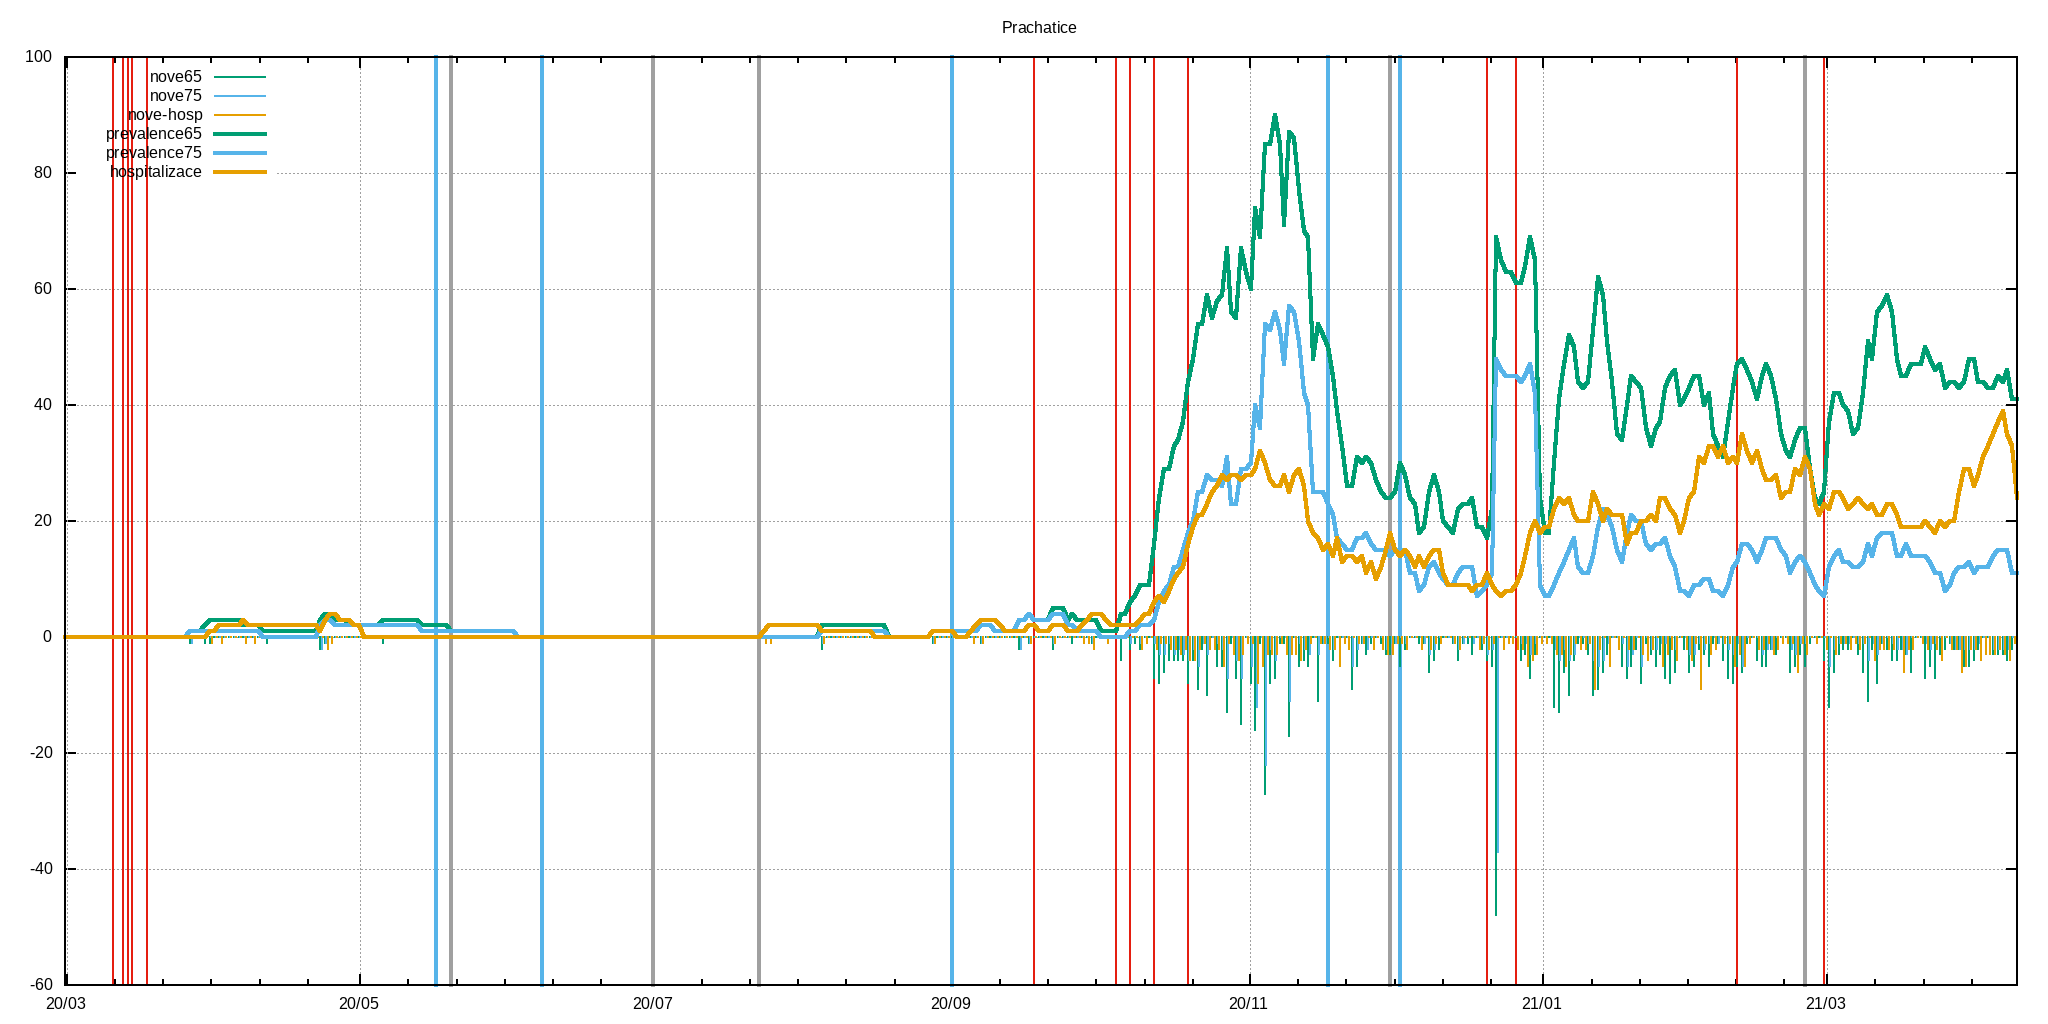 Prachatice
100
nove65
nove75
nove-hosp
prevalence65
prevalence75
hospitalizace
80
60
40
20
0
-20
-40
-60
20/03 20/05 20/07 20/09 20/11 21/01 21/03